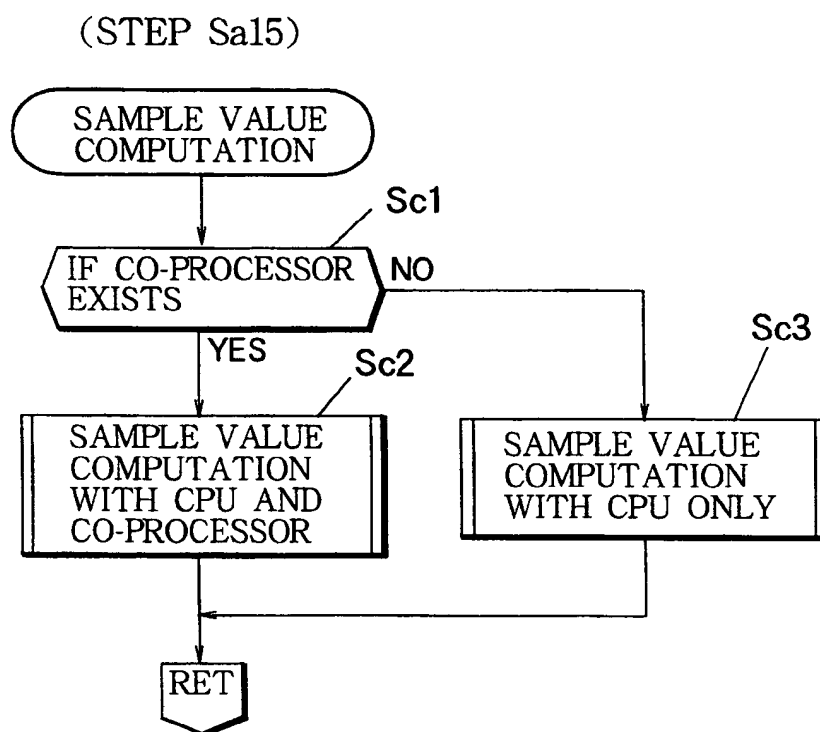 (STEP Sa15)
SAMPLE VALUE
COMPUTATION
Sc1
IF CO-PROCESSOR
EXISTS
NO
YES
Sc2
Sc3
SAMPLE VALUE
COMPUTATION
WITH CPU AND
CO-PROCESSOR
SAMPLE VALUE
COMPUTATION
WITH CPU ONLY
RET